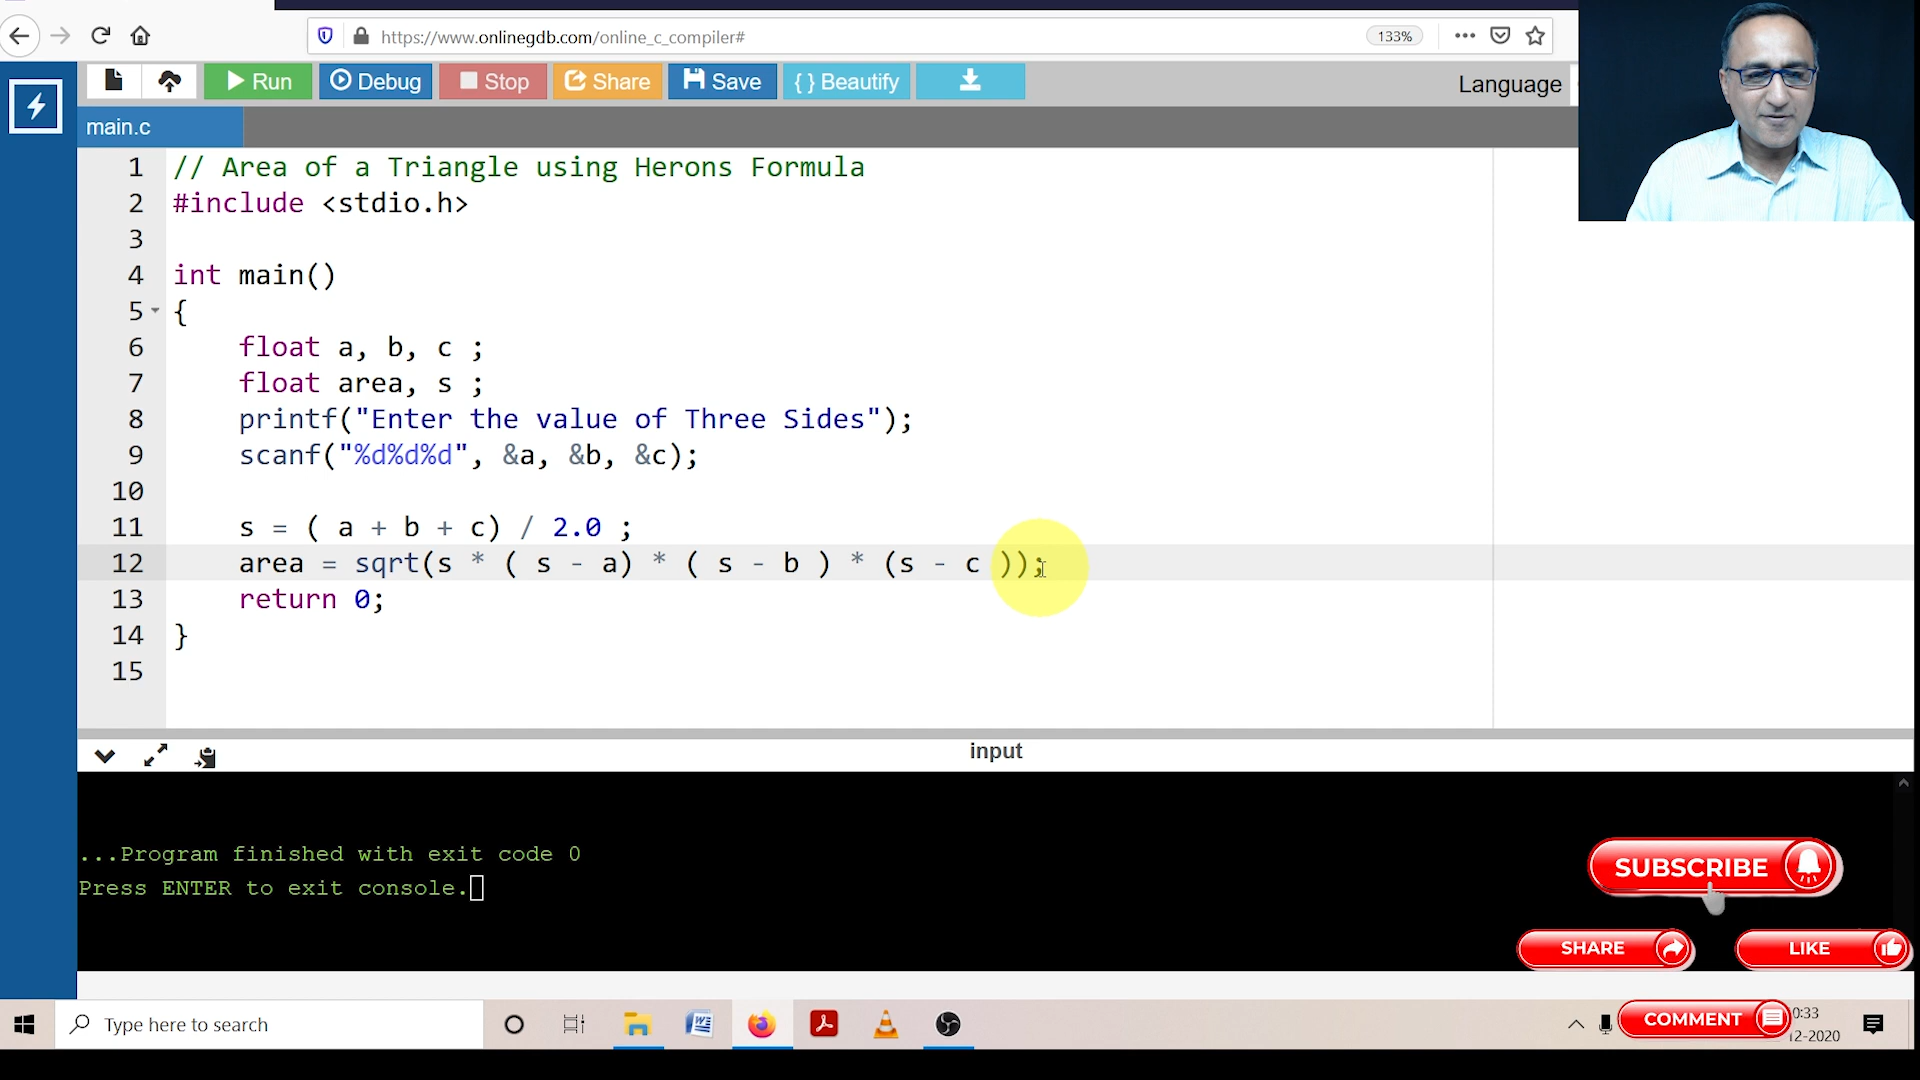 https://www.onlinegdb.com/online_c_compiler#
133%
Run
Debug
Stop
Share
Save
{ } Beautify
Language
main.c
1 // Area of a Triangle using Herons Formula
2 #include <stdio.h>
3
4 int main()
5 {
6 float a, b, c ;
7 float area, s ;
8 printf("Enter the value of Three Sides");
9 scanf("%d%d%d", &a, &b, &c);
10
11 s = ( a + b + c) / 2.0 ;
12 area = sqrt(s * ( s - a) * ( s - b ) * (s - c ));
13 return 0;
14 }
15
input
...Program finished with exit code 0
Press ENTER to exit console.
SUBSCRIBE
SHARE
LIKE
Type here to search
COMMENT
0:33
12-2020